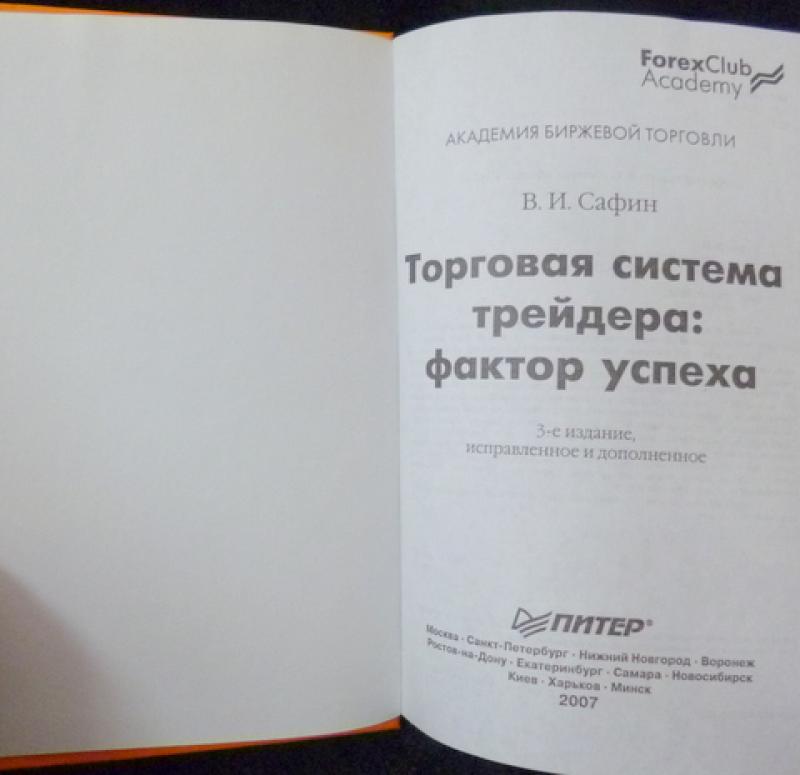 ForexClub
Academy
АКАДЕМИЯ БИРЖЕВОЙ ТОРГОВЛИ
В. И. Сафин
Торговая система
трейдера:
фактор успеха
3-е издание,
исправленное и дополненное
ПИТЕР®
Москва · Санкт-Петербург · Нижний Новгород · Воронеж
Ростов-на-Дону · Екатеринбург · Самара · Новосибирск
Киев · Харьков · Минск
2007